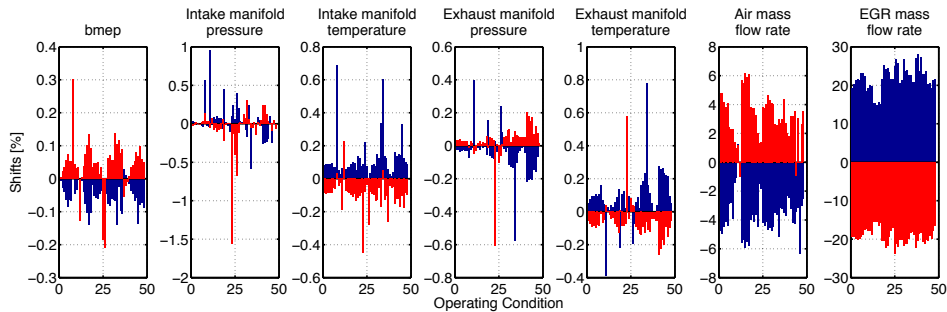 bmep
Intake manifold
pressure
Intake manifold
temperature
Exhaust manifold
pressure
Exhaust manifold
temperature
Air mass
flow rate
EGR mass
flow rate
Shifts [%]
0.4
0.3
0.2
0.1
0
−0.1
−0.2
−0.3
0 25 50
1
0.5
0
−0.5
−1
−1.5
−2
0 25 50
0.8
0.6
0.4
0.2
0
−0.2
−0.4
−0.6
0 25 50
0.6
0.4
0.2
0
−0.2
−0.4
−0.6
−0.8
0 25 50
1
0.8
0.6
0.4
0.2
0
−0.2
−0.4
0 25 50
8
6
4
2
0
−2
−4
−6
−8
0 25 50
30
20
10
0
−10
−20
−30
0 25 50
Operating Condition